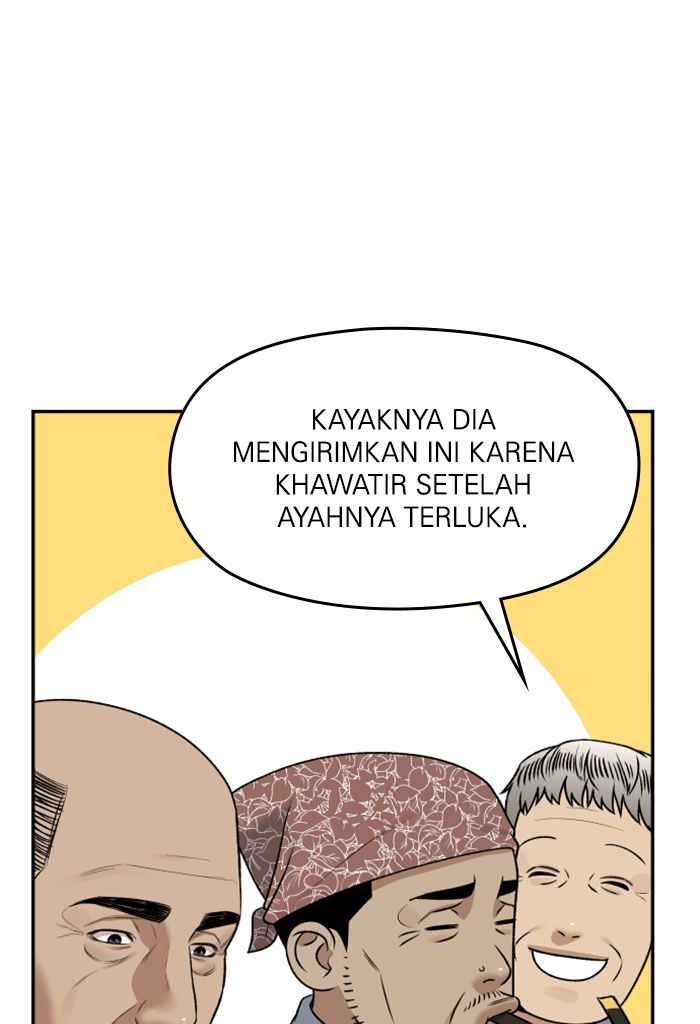 KAYAKNYA DIA
MENGIRIMKAN INI KARENA
KHAWATIR SETELAH
AYAHNYA TERLUKA.